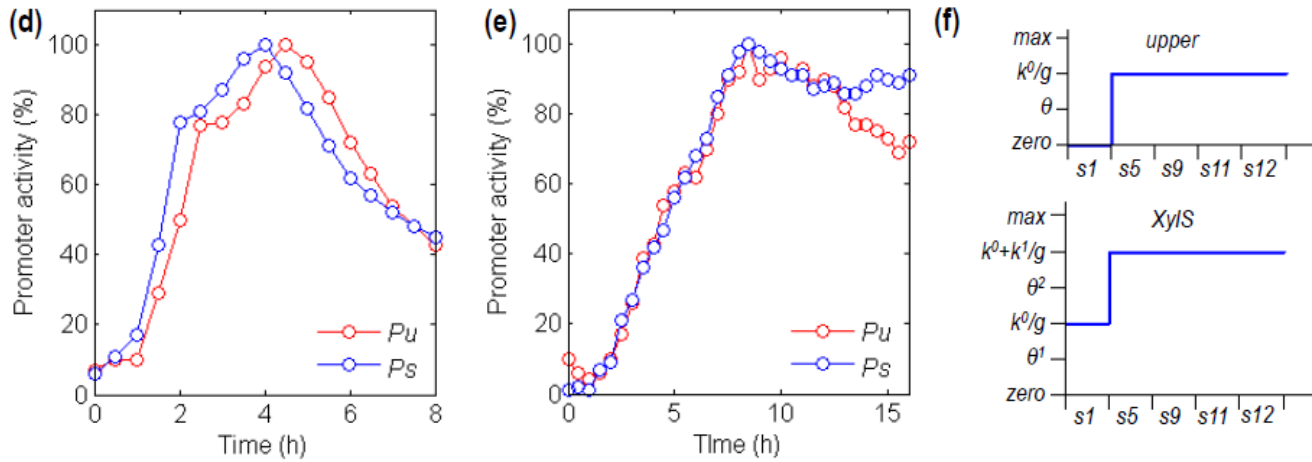 (d)
Promoter activity (%)
100
80
60
40
20
0
Pu
Ps
0 2 4 6 8
Time (h)
(e)
Promoter activity (%)
100
80
60
40
20
0
Pu
Ps
0 5 10 15
TIme (h)
(f)
upper
max
k⁰/g
θ
zero
s1 s5 s9 s11 s12
XylS
max
k⁰+k¹/g
θ²
k⁰/g
θ¹
zero
s1 s5 s9 s11 s12